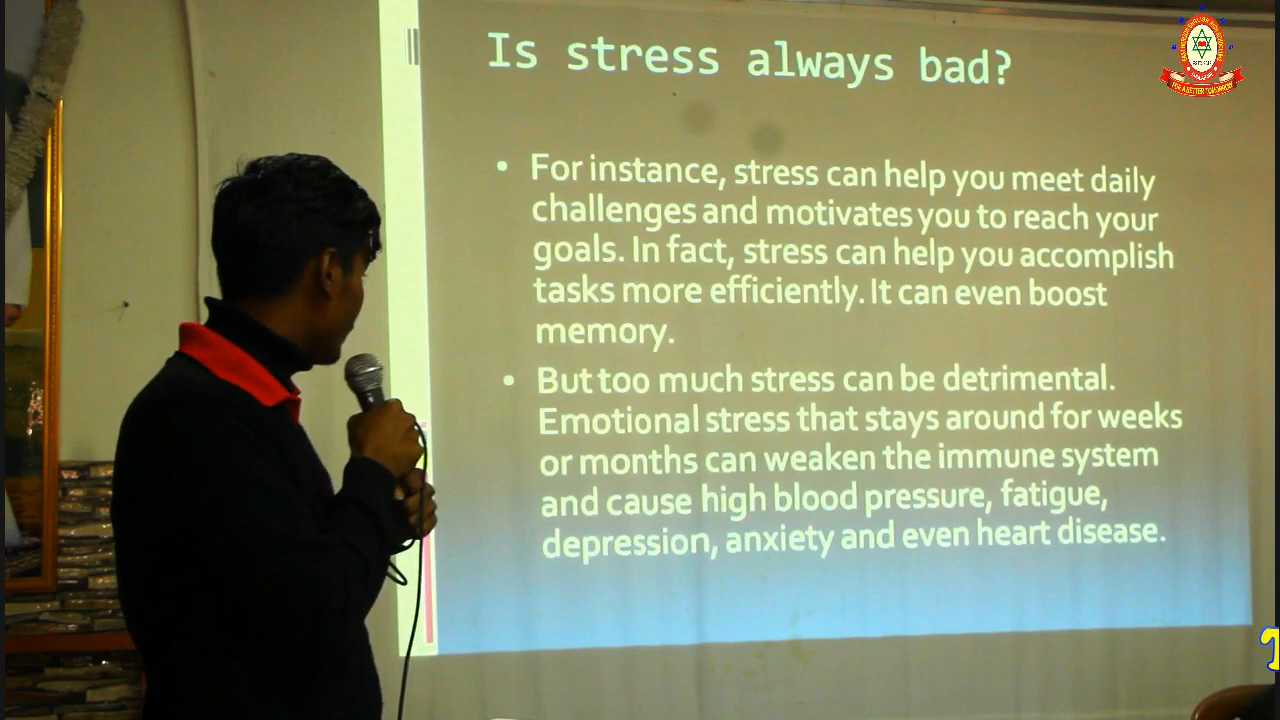 Is stress always bad?
• For instance, stress can help you meet daily
challenges and motivates you to reach your
goals. In fact, stress can help you accomplish
tasks more efficiently. It can even boost
memory.
• But too much stress can be detrimental.
Emotional stress that stays around for weeks
or months can weaken the immune system
and cause high blood pressure, fatigue,
depression, anxiety and even heart disease.
FOR A BETTER TOMORROW